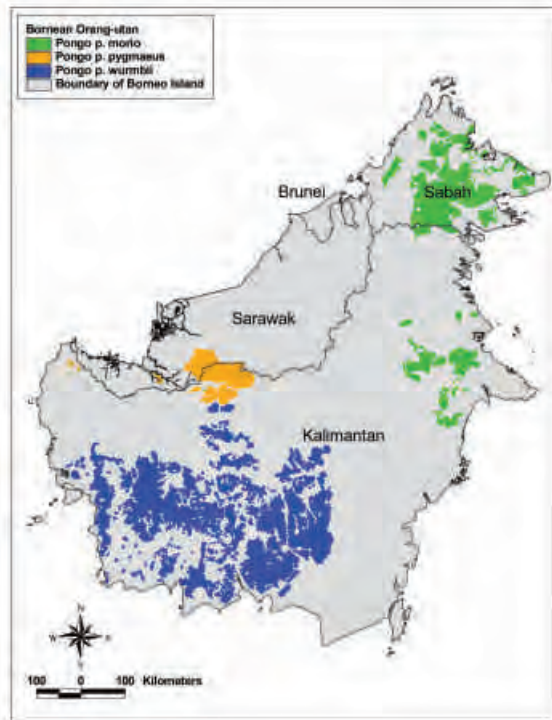 Bornean Orang-utan
Pongo p. morio
Pongo p. pygmaeus
Pongo p. wurmbii
Boundary of Borneo Island
Brunei
Sabah
Sarawak
Kalimantan
N
W E
S
100 0 100 Kilometers